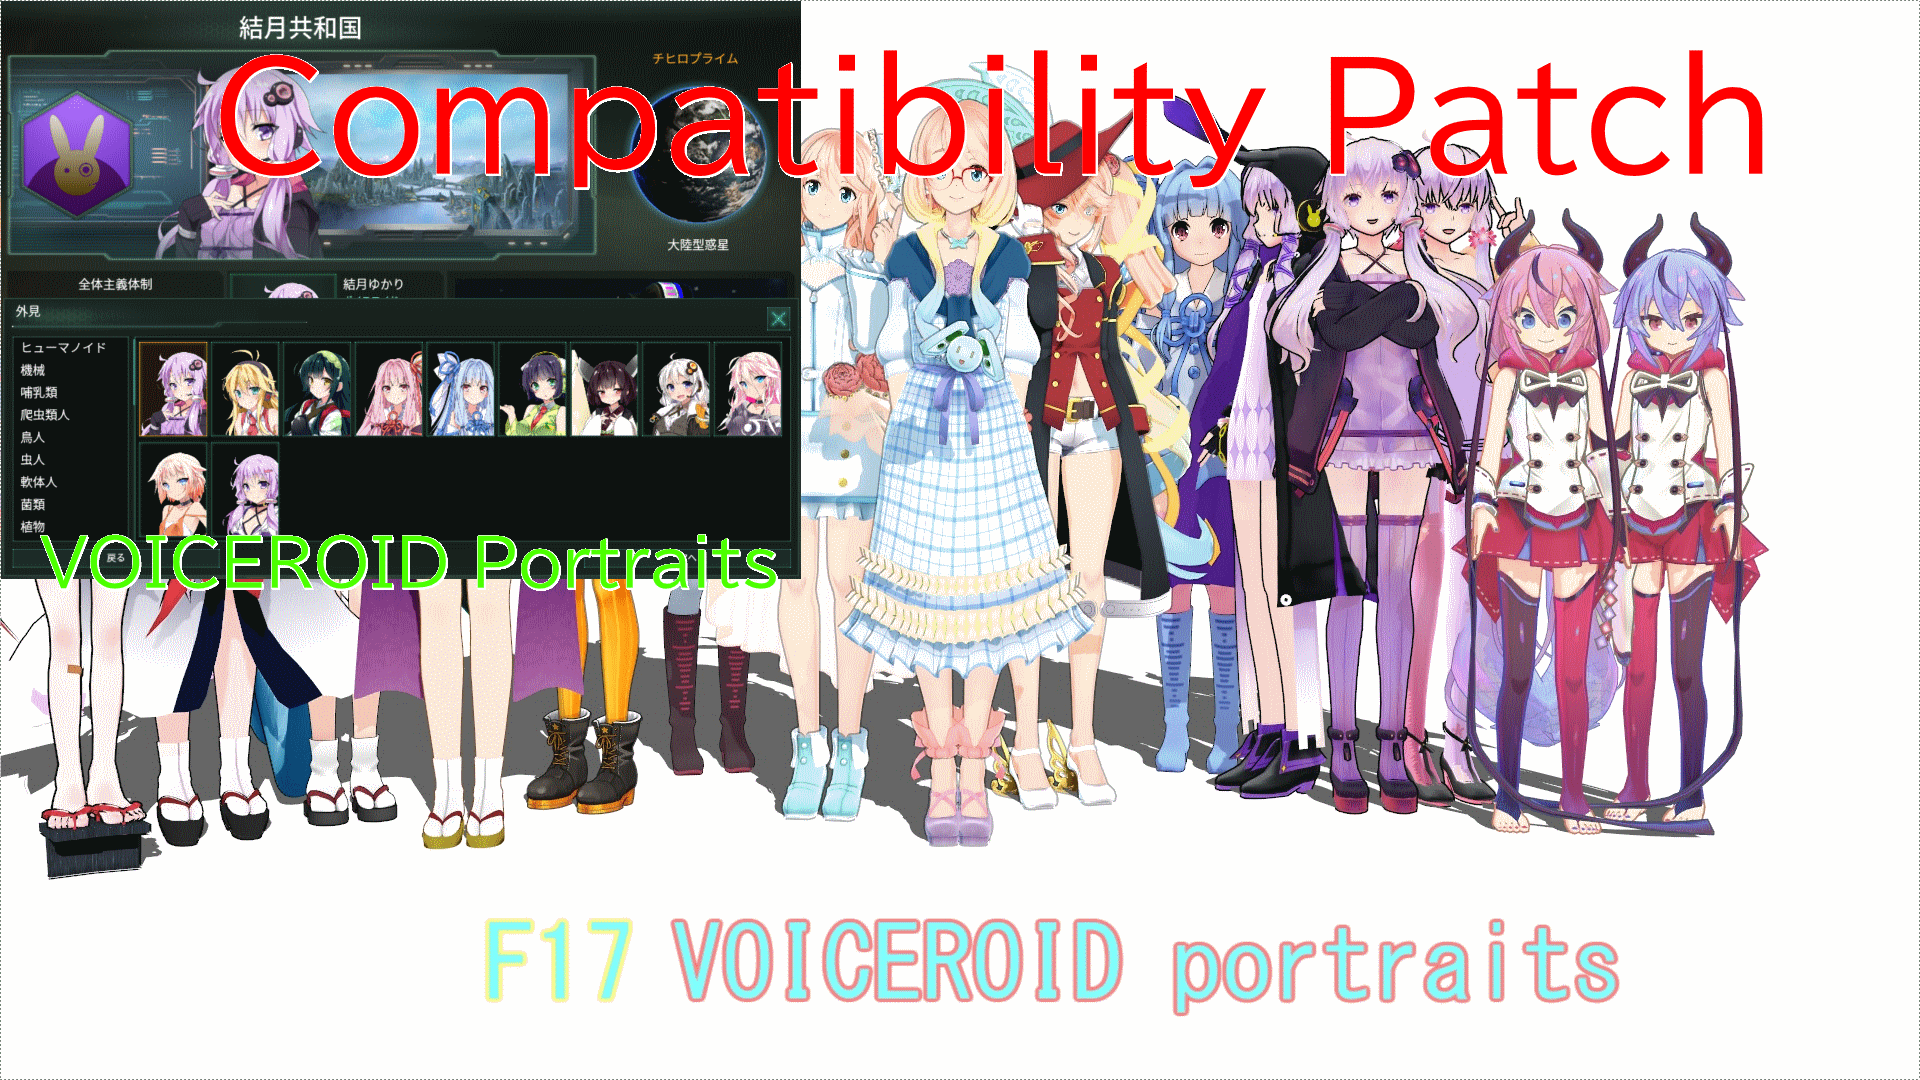 結月共和国
チヒロプライム
Compatibility Patch
大陸型惑星
全体主義体制
結月ゆかり
外見
ヒューマノイド
機械
哺乳類
爬虫類人
鳥人
虫人
軟体人
菌類
植物
戻る
VOICEROID Portraits
F17 VOICEROID portraits